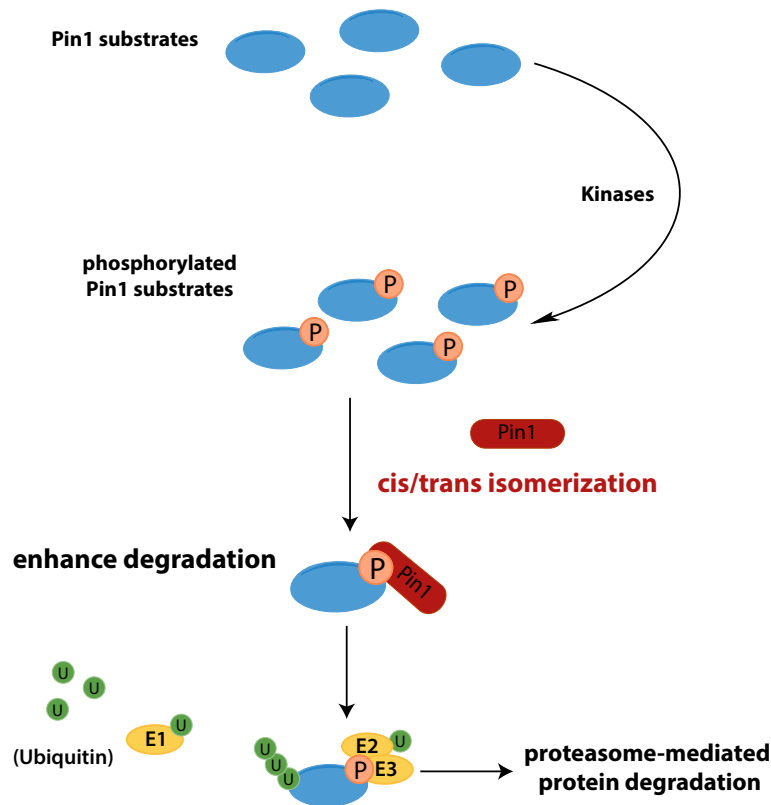 Pin1 substrates
Kinases
phosphorylated
Pin1 substrates
P
P
P
P
Pin1
cis/trans isomerization
enhance degradation
P
Pin1
U
U
U
U
E1
(Ubiquitin)
U
U
U
E2
U
P
E3
proteasome-mediated
protein degradation